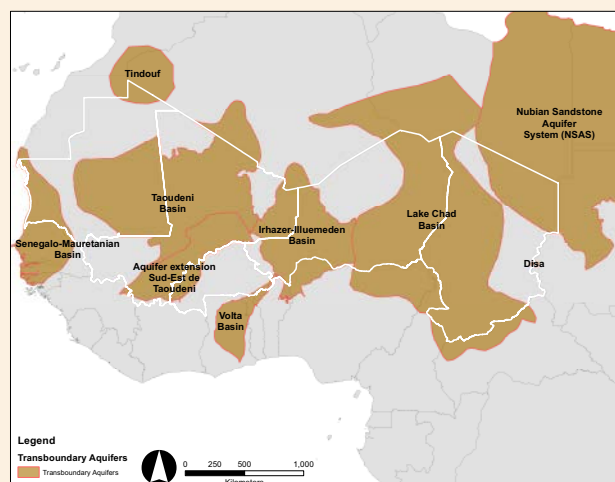 Tindouf
Nubian Sandstone
Aquifer
System (NSAS)
Taoudeni
Basin
Lake Chad
Basin
Irhazer-Illuemeden
Basin
Senegalo-Mauretanian
Basin
Disa
Aquifer extension
Sud-Est de
Taoudeni
Volta
Basin
Legend
Transboundary Aquifers
Transboundary Aquifers
0 250 500 1,000
Kilometers